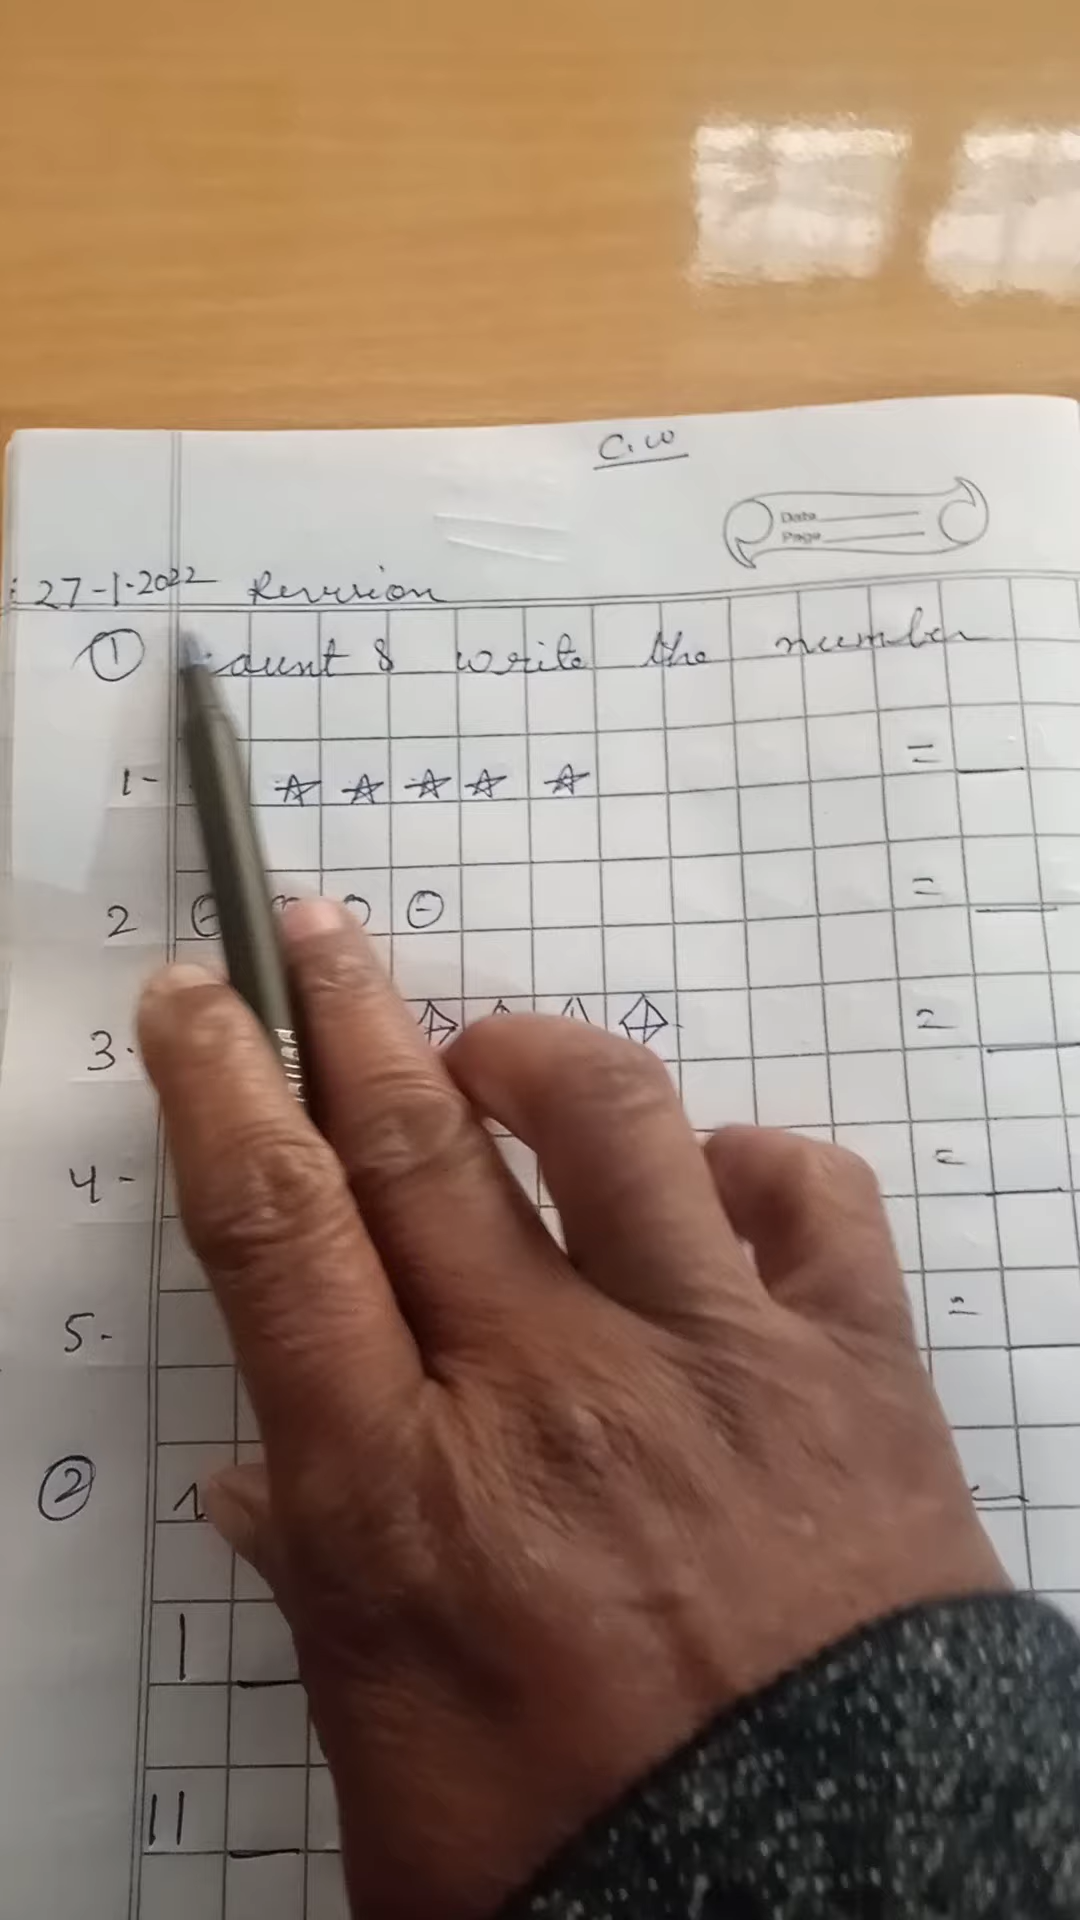 C.W
Date
Page
27-1-2022 Revision
① Count & write the number
1- =
2 =
3. =
4- =
5- =
②
1
11